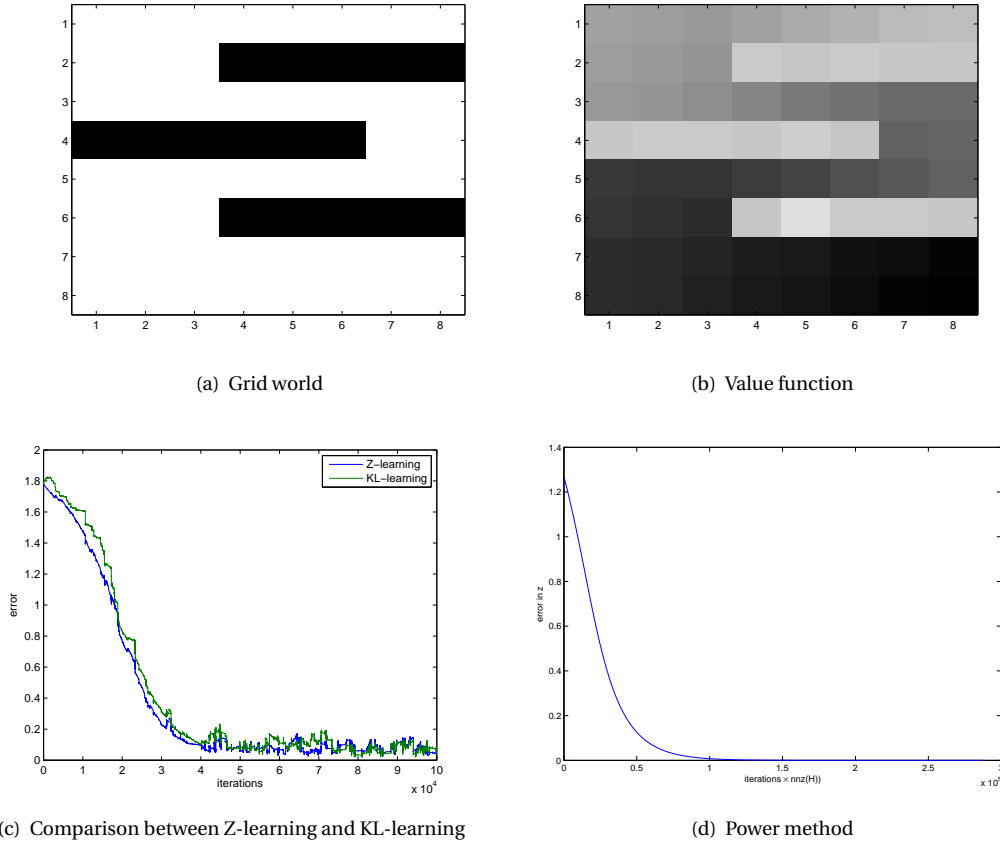 1
2
3
4
5
6
7
8
1 2 3 4 5 6 7 8
(a) Grid world
1
2
3
4
5
6
7
8
1 2 3 4 5 6 7 8
(b) Value function
2
1.8
1.6
1.4
1.2
1
0.8
0.6
0.4
0.2
0
error
Z−learning
KL−learning
0 1 2 3 4 5 6 7 8 9 10
iterations
x 10^4
(c) Comparison between Z-learning and KL-learning
1.4
1.2
1
0.8
0.6
0.4
0.2
0
error in z
0 0.5 1 1.5 2 2.5
iterations × nnz(H))
x 10^5
(d) Power method